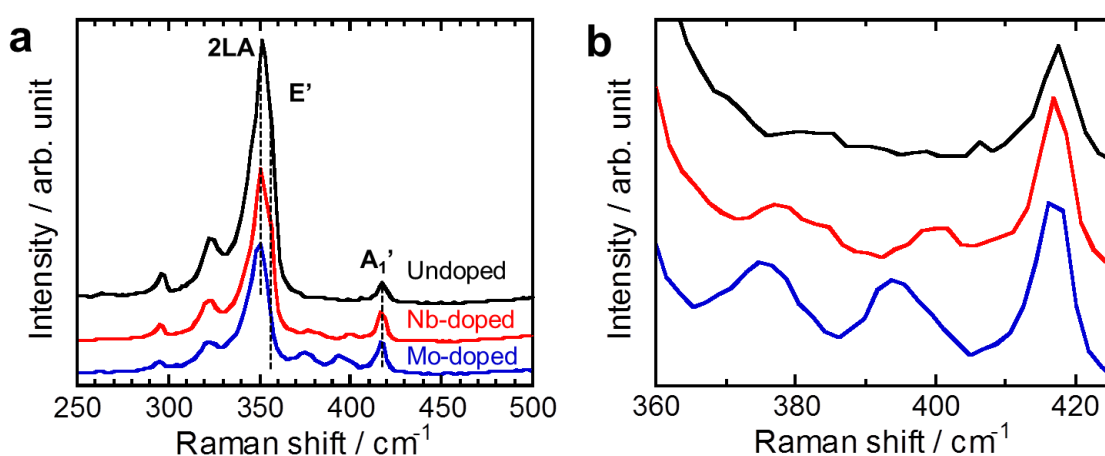 a
2LA
E'
A₁'
Undoped
Nb-doped
Mo-doped
250 300 350 400 450 500
Raman shift / cm⁻¹
Intensity / arb. unit
b
360 380 400 420
Raman shift / cm⁻¹
Intensity / arb. unit